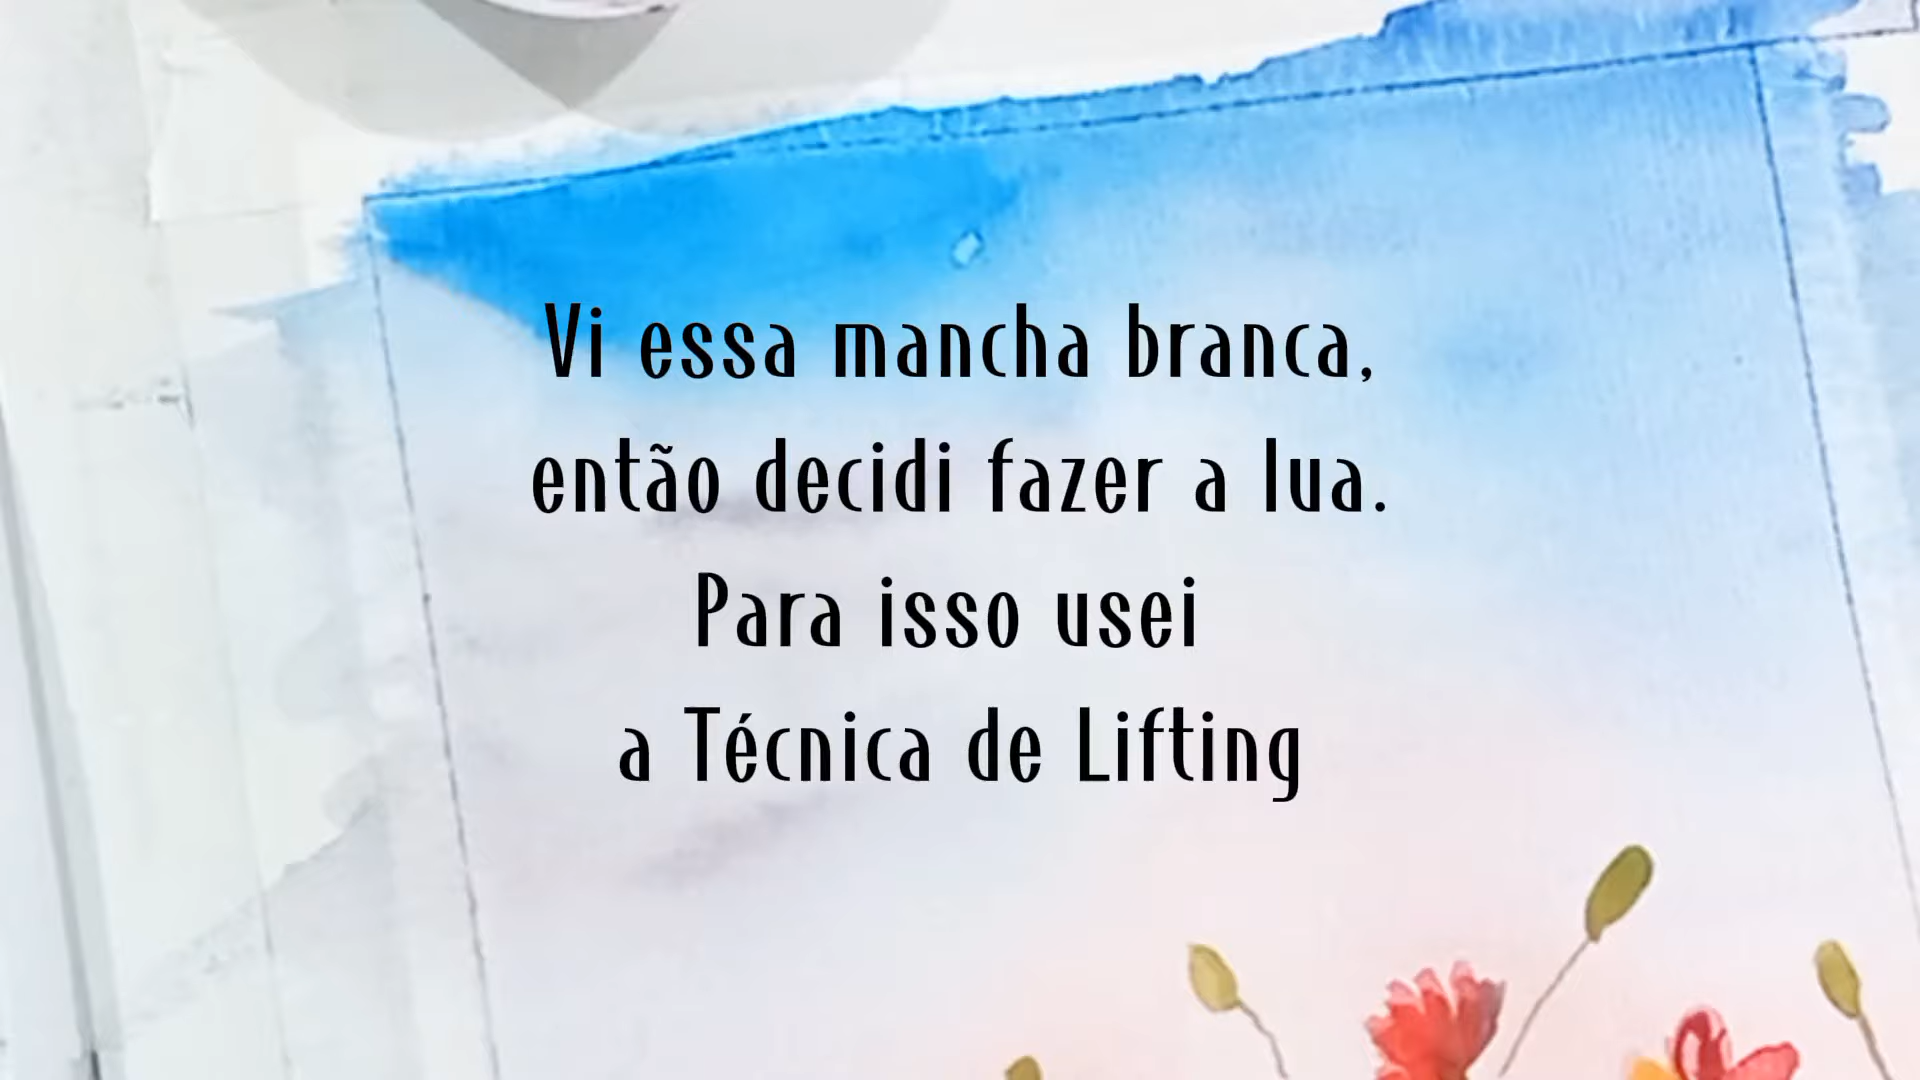 Vi essa mancha branca,
então decidi fazer a lua.
Para isso usei
a Técnica de Lifting